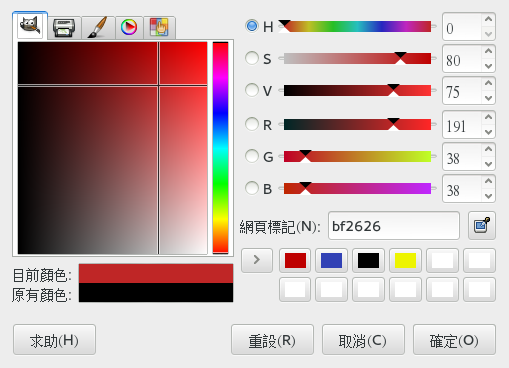 H 0
S 80
V 75
R 191
G 38
B 38
網頁標記(N): bf2626
目前顏色:
原有顏色:
求助(H) 重設(R) 取消(C) 確定(O)